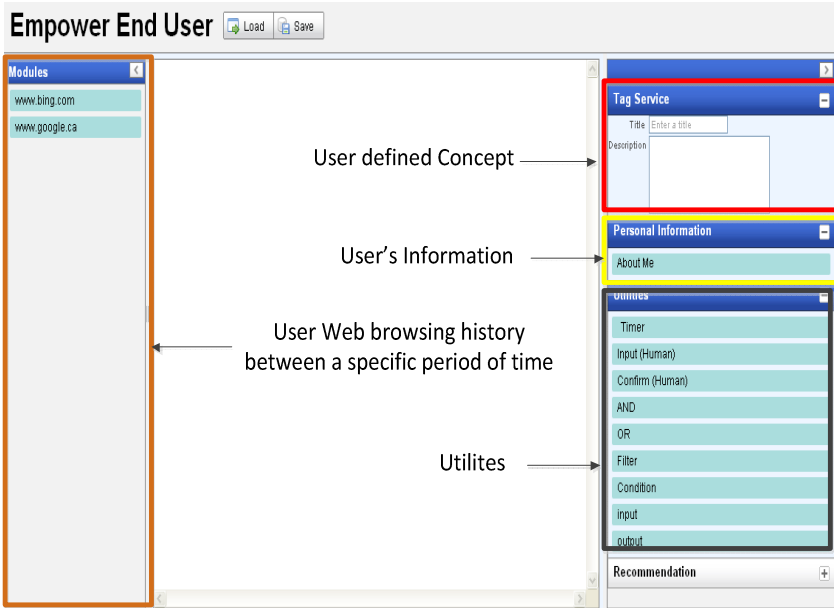 Empower End User
Load
Save
Modules
www.bing.com
www.google.ca
User defined Concept
User's Information
User Web browsing history
between a specific period of time
Utilites
Tag Service
Title
Enter a title
Description
Personal Information
About Me
Utilities
Timer
Input (Human)
Confirm (Human)
AND
OR
Filter
Condition
input
output
Recommendation